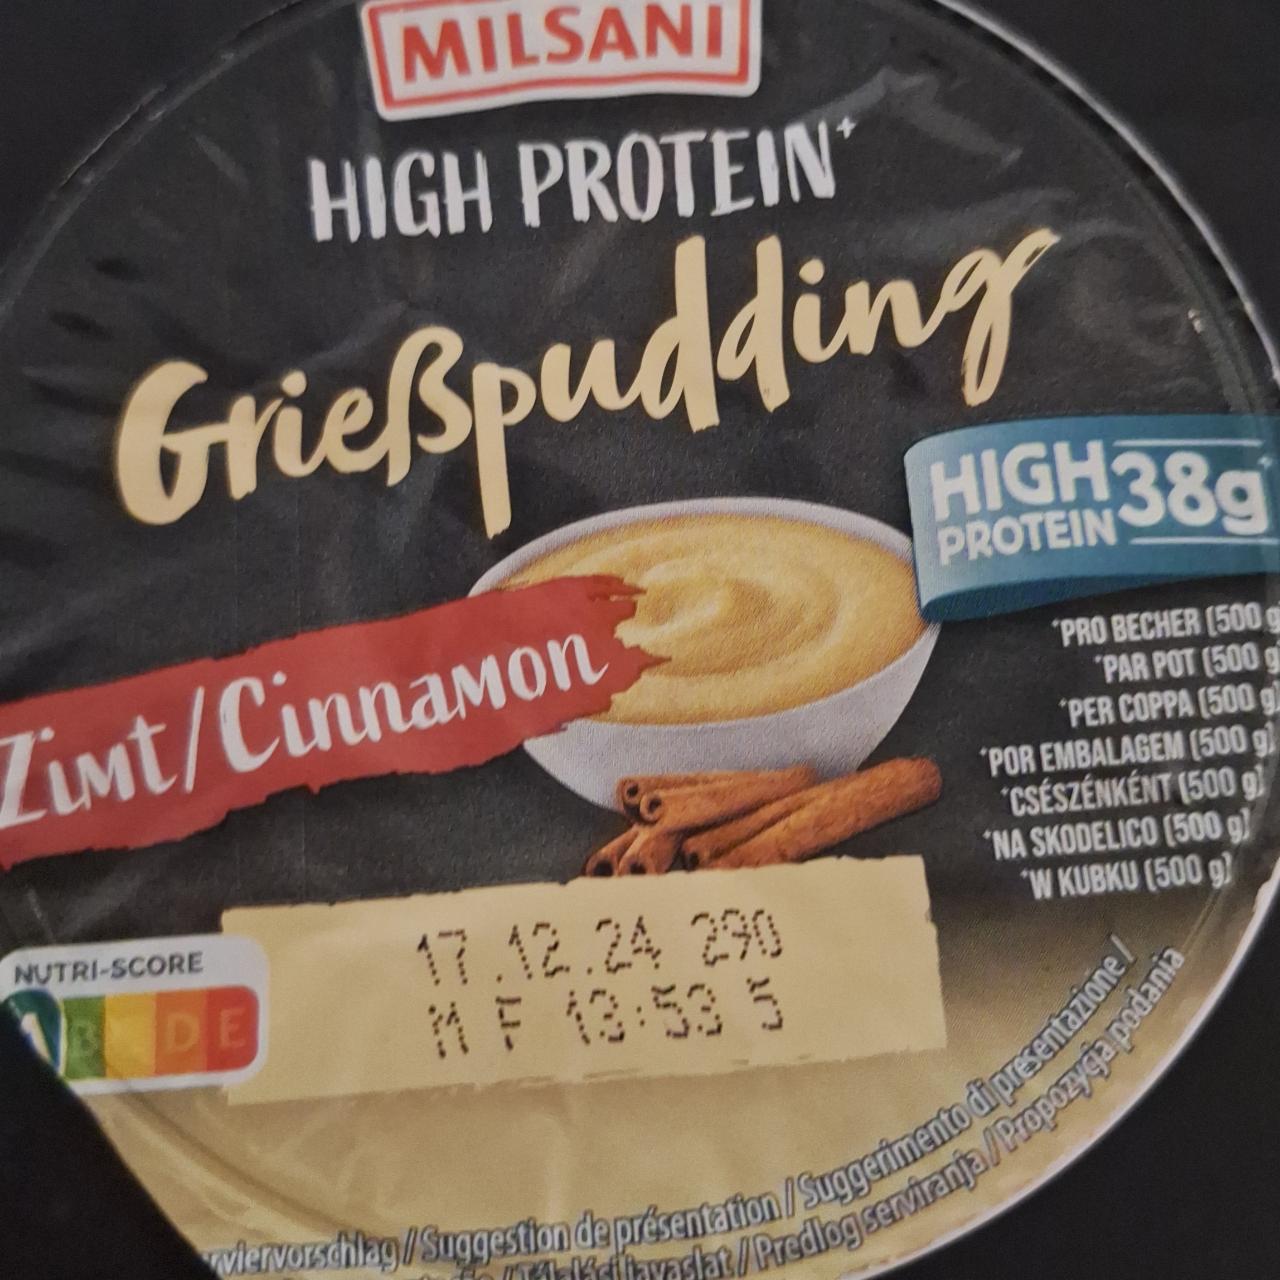 MILSANI
HIGH PROTEIN+
Grießpudding
HIGH PROTEIN 38g*
Zimt/Cinnamon
*PRO BECHER (500 g)
*PAR POT (500 g)
*PER COPPA (500 g)
*POR EMBALAGEM (500 g)
*CSÉSZÉNKÉNT (500 g)
*NA SKODELICO (500 g)
*W KUBKU (500 g)
17.12.24 290
M F 13:53 5
NUTRI-SCORE
A B D E
/ Suggestion de présentation / Suggerimento di presentazione /
javaslat / Predlog serviranja / Propozycja podania